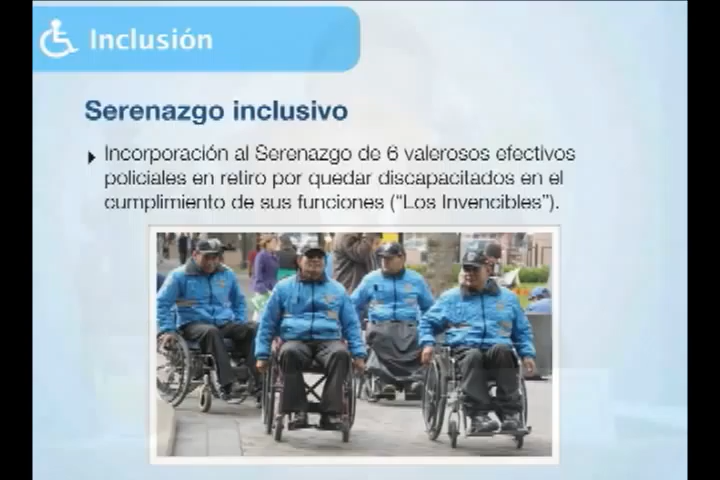 Inclusión
Serenazgo inclusivo
Incorporación al Serenazgo de 6 valerosos efectivos
policiales en retiro por quedar discapacitados en el
cumplimiento de sus funciones (“Los Invencibles”).